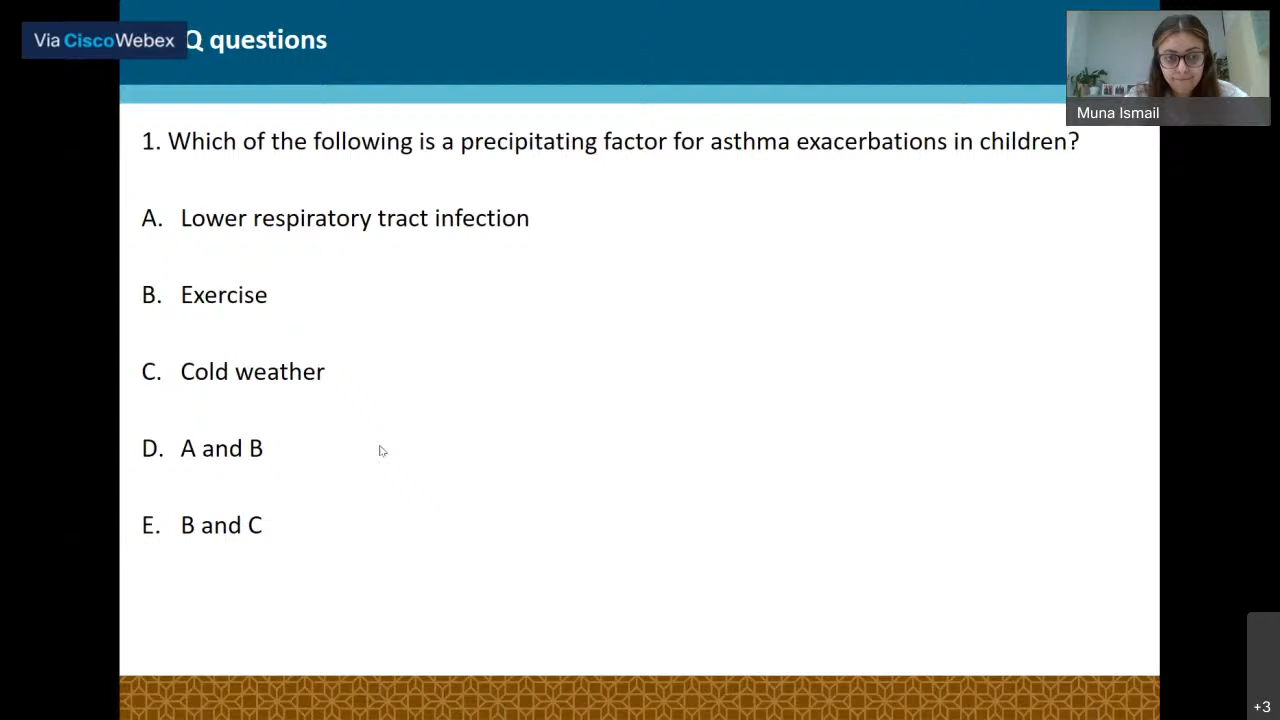 Via CiscoWebex
Q questions
Muna Ismail
1. Which of the following is a precipitating factor for asthma exacerbations in children?
A. Lower respiratory tract infection
B. Exercise
C. Cold weather
D. A and B
E. B and C
+3